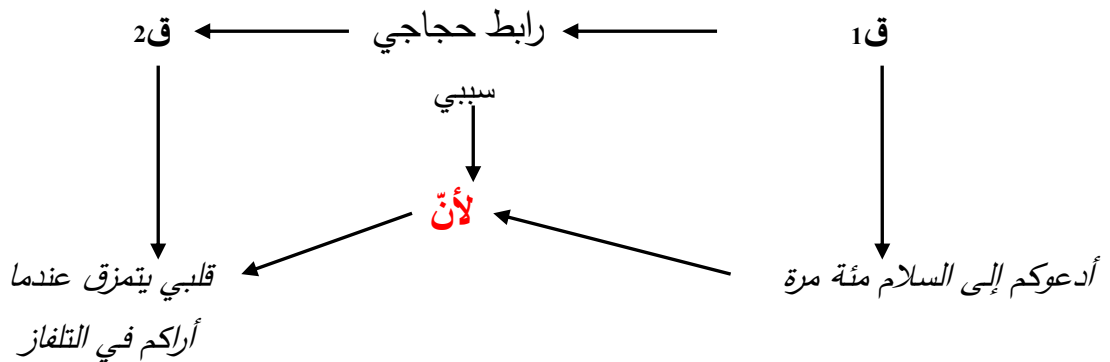 ق1
رابط حجاجي
ق2
سببي
لأنّ
أدعوكم إلى السلام مئة مرة
قلبي يتمزق عندما
أراكم في التلفاز